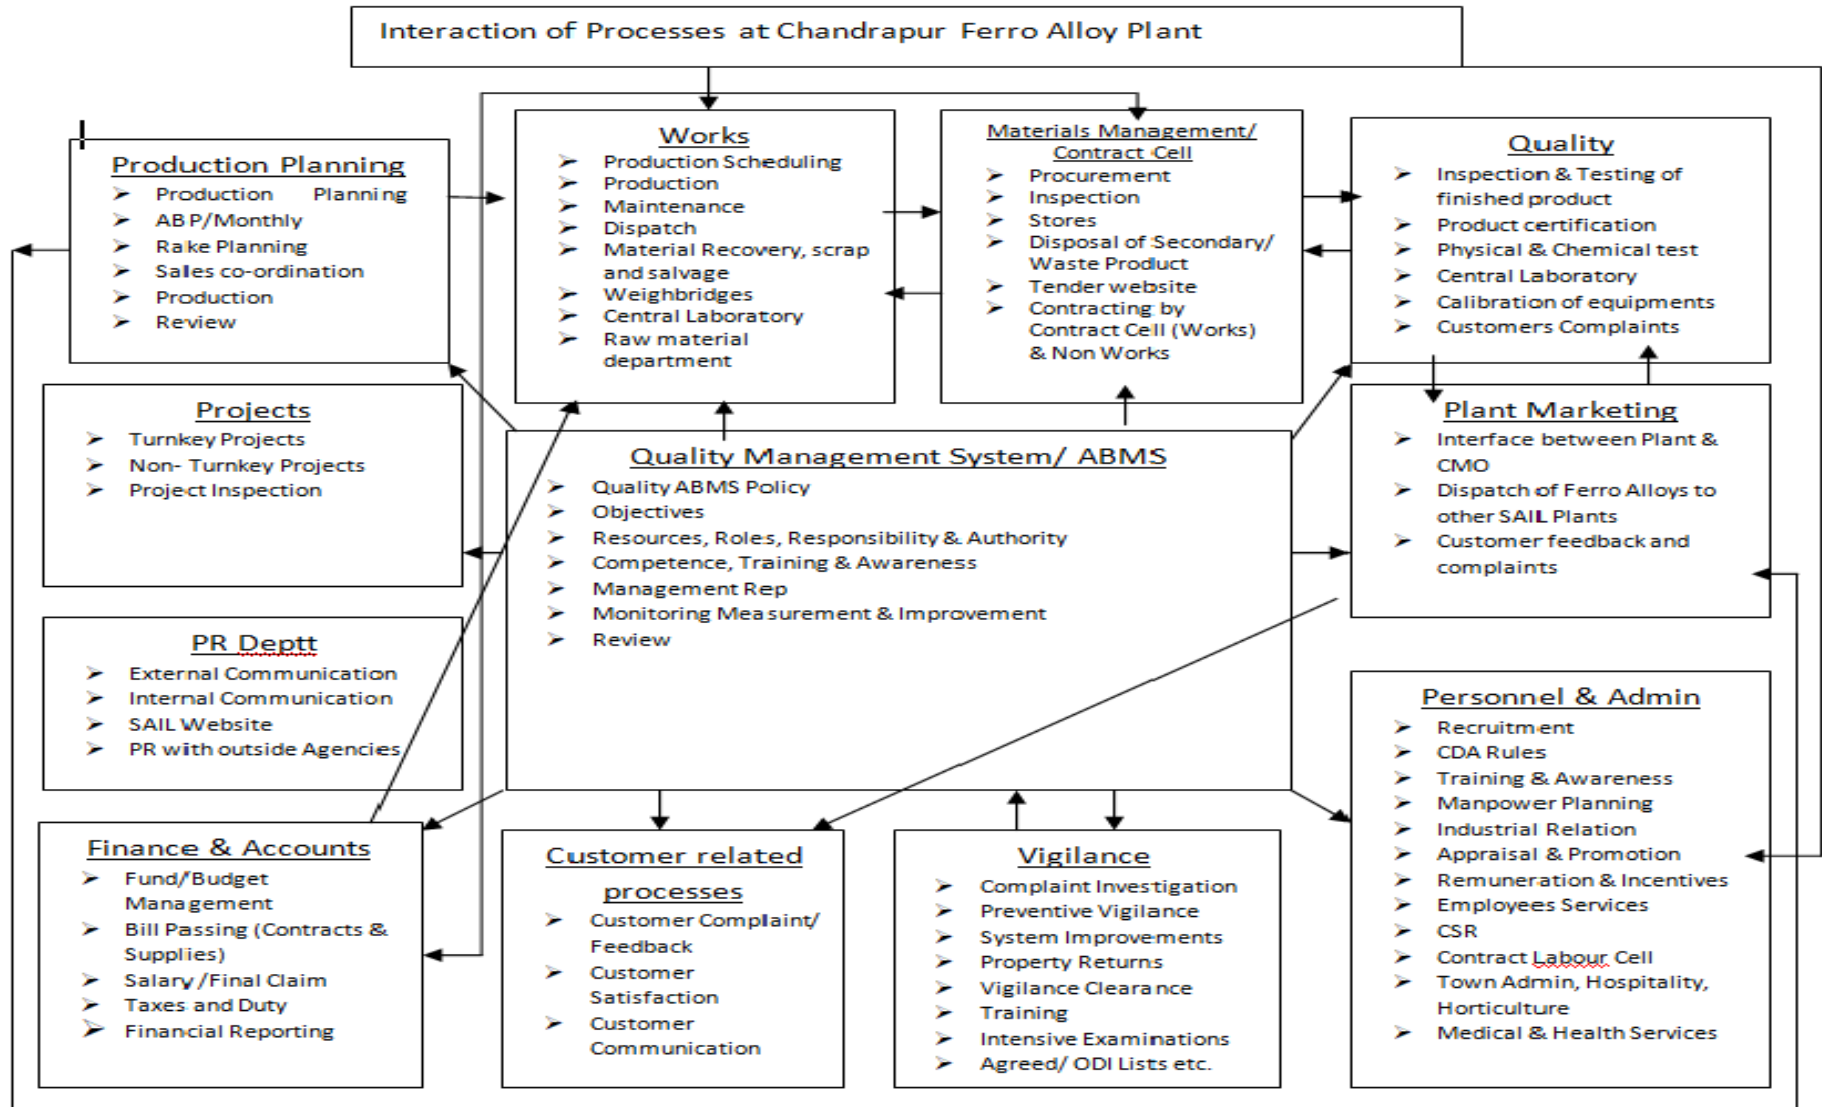 Interaction of Processes at Chandrapur Ferro Alloy Plant
Production Planning
Production Planning
ABP/Monthly
Rake Planning
Sales co-ordination
Production
Review
Works
Production Scheduling
Production
Maintenance
Dispatch
Material Recovery, scrap
and salvage
Weighbridges
Central Laboratory
Raw material
department
Materials Management/
Contract Cell
Procurement
Inspection
Stores
Disposal of Secondary/
Waste Product
Tender website
Contracting by
Contract Cell (Works)
& Non Works
Quality
Inspection & Testing of
finished product
Product certification
Physical & Chemical test
Central Laboratory
Calibration of equipments
Customers Complaints
Projects
Turnkey Projects
Non- Turnkey Projects
Project Inspection
Quality Management System/ ABMS
Quality ABMS Policy
Objectives
Resources, Roles, Responsibility & Authority
Competence, Training & Awareness
Management Rep
Monitoring Measurement & Improvement
Review
Plant Marketing
Interface between Plant &
CMO
Dispatch of Ferro Alloys to
other SAIL Plants
Customer feedback and
complaints
PR Deptt
External Communication
Internal Communication
SAIL Website
PR with outside Agencies
Finance & Accounts
Fund/Budget
Management
Bill Passing (Contracts &
Supplies)
Salary /Final Claim
Taxes and Duty
Financial Reporting
Customer related
processes
Customer Complaint/
Feedback
Customer
Satisfaction
Customer
Communication
Vigilance
Complaint Investigation
Preventive Vigilance
System Improvements
Property Returns
Vigilance Clearance
Training
Intensive Examinations
Agreed/ ODI Lists etc.
Personnel & Admin
Recruitment
CDA Rules
Training & Awareness
Manpower Planning
Industrial Relation
Appraisal & Promotion
Remuneration & Incentives
Employees Services
CSR
Contract Labour Cell
Town Admin, Hospitality,
Horticulture
Medical & Health Services